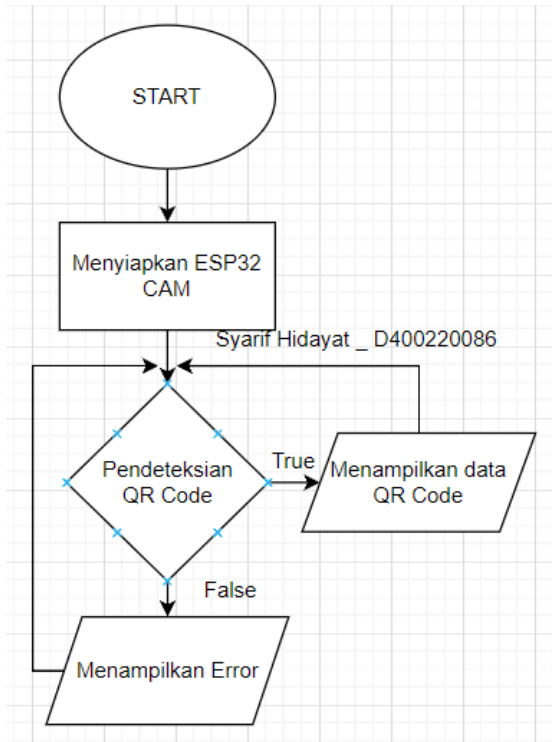 START
Menyiapkan ESP32
CAM
Syarif Hidayat _ D400220086
Pendeteksian
QR Code
True
Menampilkan data
QR Code
False
Menampilkan Error